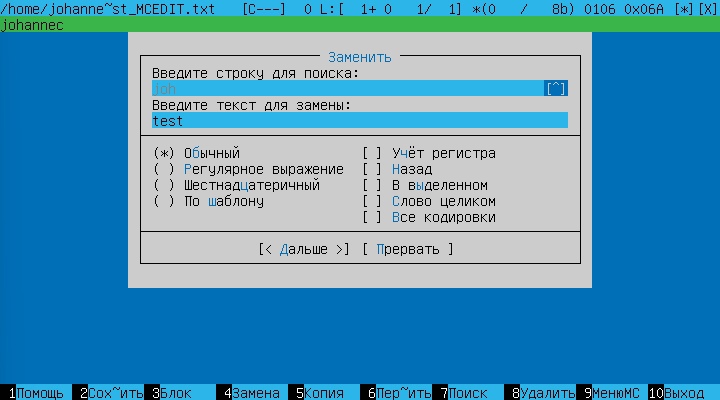 /home/johanne~st_MCEDIT.txt [C---] 0 L:[ 1+ 0 1/ 1] *(0 / 8b) 0106 0x06A [*][X]
johannec
Заменить
Введите строку для поиска:
joh [^]
Введите текст для замены:
test
(*) Обычный [ ] Учёт регистра
( ) Регулярное выражение [ ] Назад
( ) Шестнадцатеричный [ ] В выделенном
( ) По шаблону [ ] Слово целиком
[ ] Все кодировки
[< Дальше >] [ Прервать ]
1Помощь 2Сох~ить 3Блок 4Замена 5Копия 6Пер~ить 7Поиск 8Удалить 9МенюMC 10Выход